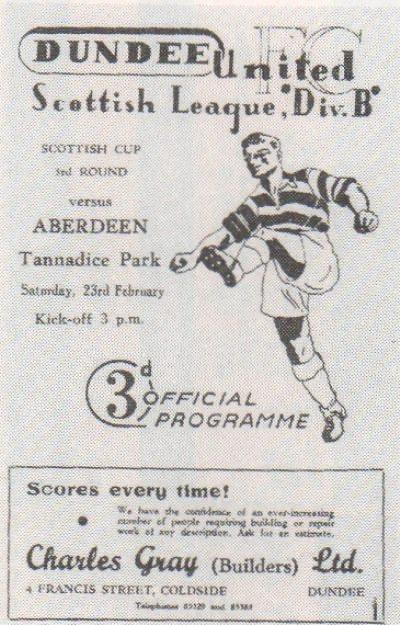 DUNDEE United FC
Scottish League, "Div. B"
SCOTTISH CUP
3rd ROUND
versus
ABERDEEN
Tannadice Park
Saturday, 23rd February
Kick-off 3 p.m.
3d OFFICIAL
PROGRAMME
Scores every time!
We have the confidence of an ever-increasing
number of people requiring building or repair
work of any description. Ask for an estimate.
Charles Gray (Builders) Ltd.
4 FRANCIS STREET, COLDSIDE DUNDEE
Telephones 85129 and